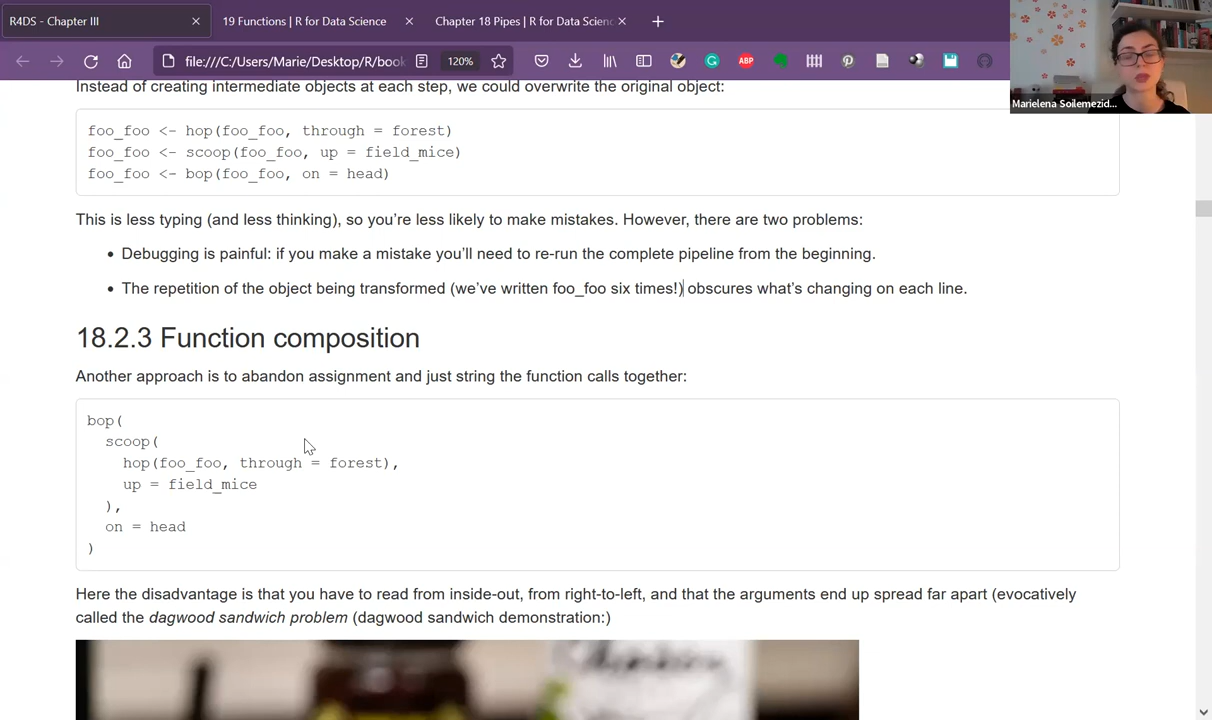 R4DS - Chapter III
19 Functions | R for Data Science
Chapter 18 Pipes | R for Data Scienc
file:///C:/Users/Marie/Desktop/R/book
120%
ABP
Marielena Soilemezid...
Instead of creating intermediate objects at each step, we could overwrite the original object:
foo_foo <- hop(foo_foo, through = forest)
foo_foo <- scoop(foo_foo, up = field_mice)
foo_foo <- bop(foo_foo, on = head)
This is less typing (and less thinking), so you're less likely to make mistakes. However, there are two problems:
• Debugging is painful: if you make a mistake you'll need to re-run the complete pipeline from the beginning.
• The repetition of the object being transformed (we've written foo_foo six times!) obscures what's changing on each line.
18.2.3 Function composition
Another approach is to abandon assignment and just string the function calls together:
bop(
  scoop(
    hop(foo_foo, through = forest),
    up = field_mice
  ),
  on = head
)
Here the disadvantage is that you have to read from inside-out, from right-to-left, and that the arguments end up spread far apart (evocatively
called the dagwood sandwich problem (dagwood sandwich demonstration:)